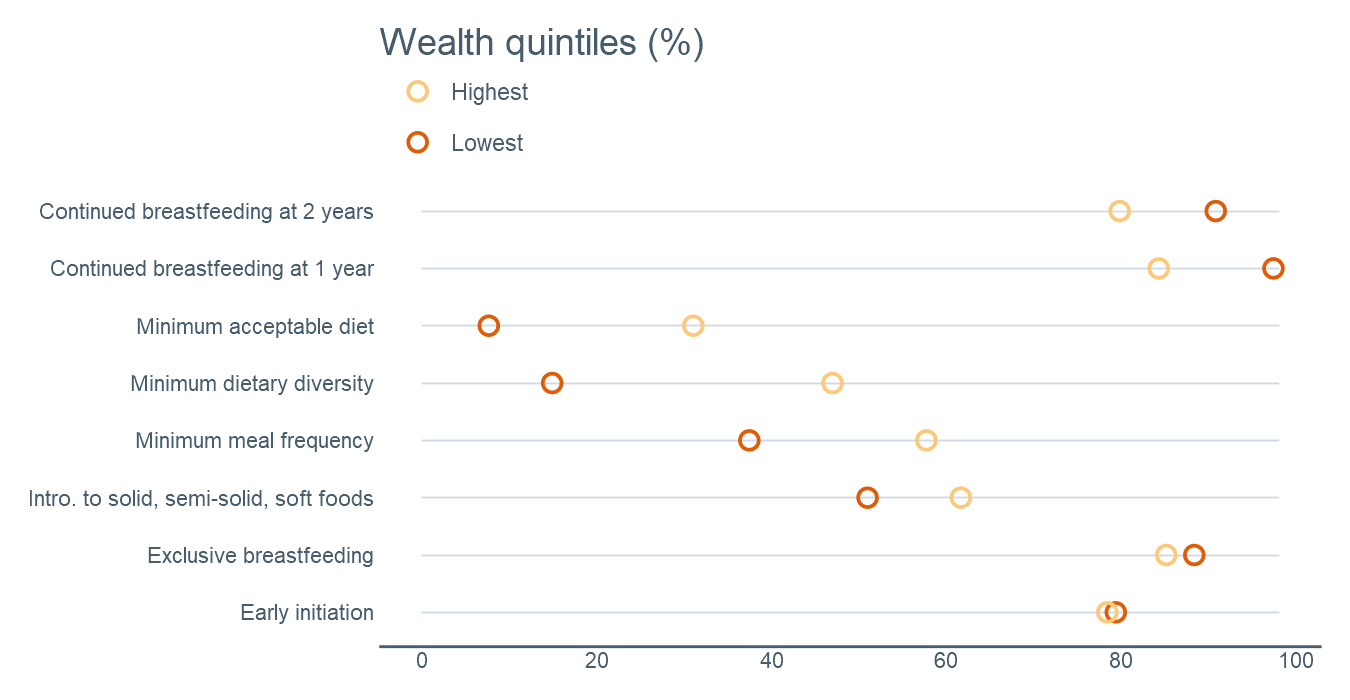 Wealth quintiles (%)
Highest
Lowest
Continued breastfeeding at 2 years
Continued breastfeeding at 1 year
Minimum acceptable diet
Minimum dietary diversity
Minimum meal frequency
Intro. to solid, semi-solid, soft foods
Exclusive breastfeeding
Early initiation
0 20 40 60 80 100